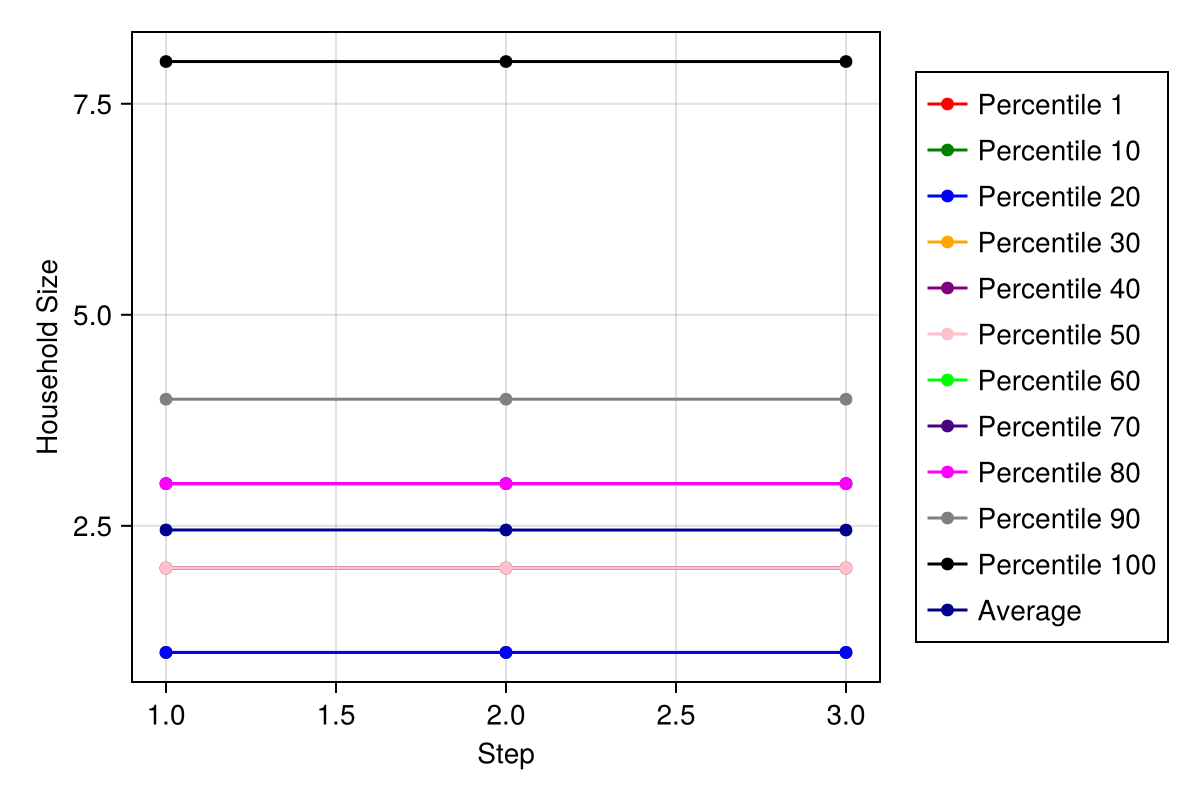 7.5
5.0
2.5
Household Size
1.0 1.5 2.0 2.5 3.0
Step
Percentile 1
Percentile 10
Percentile 20
Percentile 30
Percentile 40
Percentile 50
Percentile 60
Percentile 70
Percentile 80
Percentile 90
Percentile 100
Average